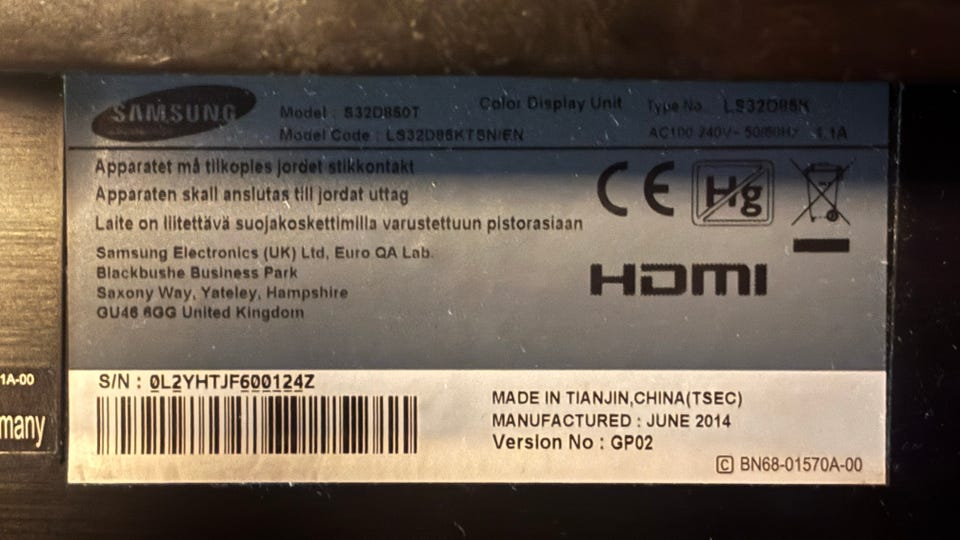 SAMSUNG
Model : S32D850T
Color Display Unit
Type No. LS32D85K
Model Code : LS32D85KTSN/EN
AC100-240V~ 50/60Hz 1.1A
Apparatet må tilkoples jordet stikkontakt
Apparaten skall anslutas till jordat uttag
Laite on liitettävä suojakoskettimilla varustettuun pistorasiaan
Samsung Electronics (UK) Ltd, Euro QA Lab.
Blackbushe Business Park
Saxony Way, Yateley, Hampshire
GU46 6GG United Kingdom
CE
Hg
HDMI
1A-00
many
S/N : 0L2YHTJF600124Z
MADE IN TIANJIN,CHINA(TSEC)
MANUFACTURED : JUNE 2014
Version No : GP02
C BN68-01570A-00